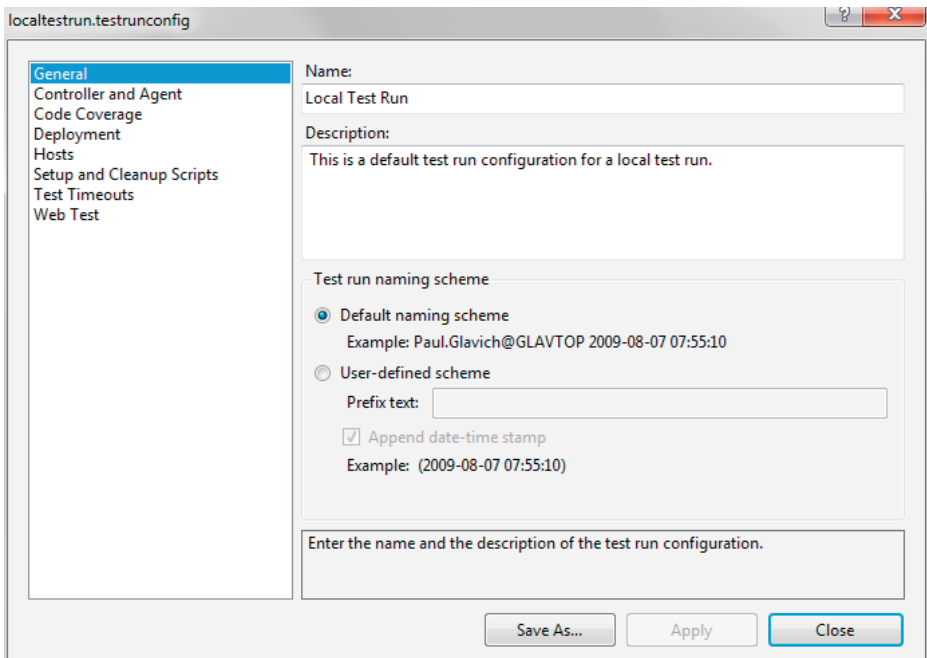 localtestrun.testrunconfig
General
Controller and Agent
Code Coverage
Deployment
Hosts
Setup and Cleanup Scripts
Test Timeouts
Web Test
Name:
Local Test Run
Description:
This is a default test run configuration for a local test run.
Test run naming scheme
Default naming scheme
Example: Paul.Glavich@GLAVTOP 2009-08-07 07:55:10
User-defined scheme
Prefix text:
Append date-time stamp
Example: (2009-08-07 07:55:10)
Enter the name and the description of the test run configuration.
Save As...
Apply
Close